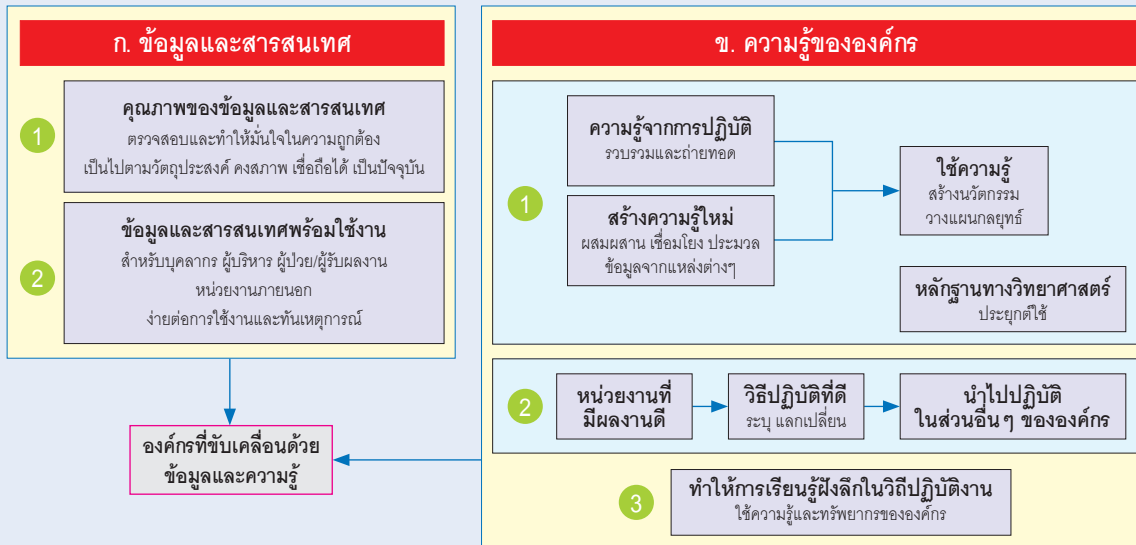 ก. ข้อมูลและสารสนเทศ
1
คุณภาพของข้อมูลและสารสนเทศ
ตรวจสอบและทำให้มั่นใจในความถูกต้อง
เป็นไปตามวัตถุประสงค์ คงสภาพ เชื่อถือได้ เป็นปัจจุบัน
2
ข้อมูลและสารสนเทศพร้อมใช้งาน
สำหรับบุคลากร ผู้บริหาร ผู้ป่วย/ผู้รับผลงาน
หน่วยงานภายนอก
ง่ายต่อการใช้งานและทันเหตุการณ์
องค์กรที่ขับเคลื่อนด้วย
ข้อมูลและความรู้
ข. ความรู้ขององค์กร
1
ความรู้จากการปฏิบัติ
รวบรวมและถ่ายทอด
สร้างความรู้ใหม่
ผสมผสาน เชื่อมโยง ประมวล
ข้อมูลจากแหล่งต่างๆ
ใช้ความรู้
สร้างนวัตกรรม
วางแผนกลยุทธ์
หลักฐานทางวิทยาศาสตร์
ประยุกต์ใช้
2
หน่วยงานที่
มีผลงานดี
วิธีปฏิบัติที่ดี
ระบุ แลกเปลี่ยน
นำไปปฏิบัติ
ในส่วนอื่นๆ ขององค์กร
3
ทำให้การเรียนรู้ฝังลึกในวิถีปฏิบัติงาน
ใช้ความรู้และทรัพยากรขององค์กร